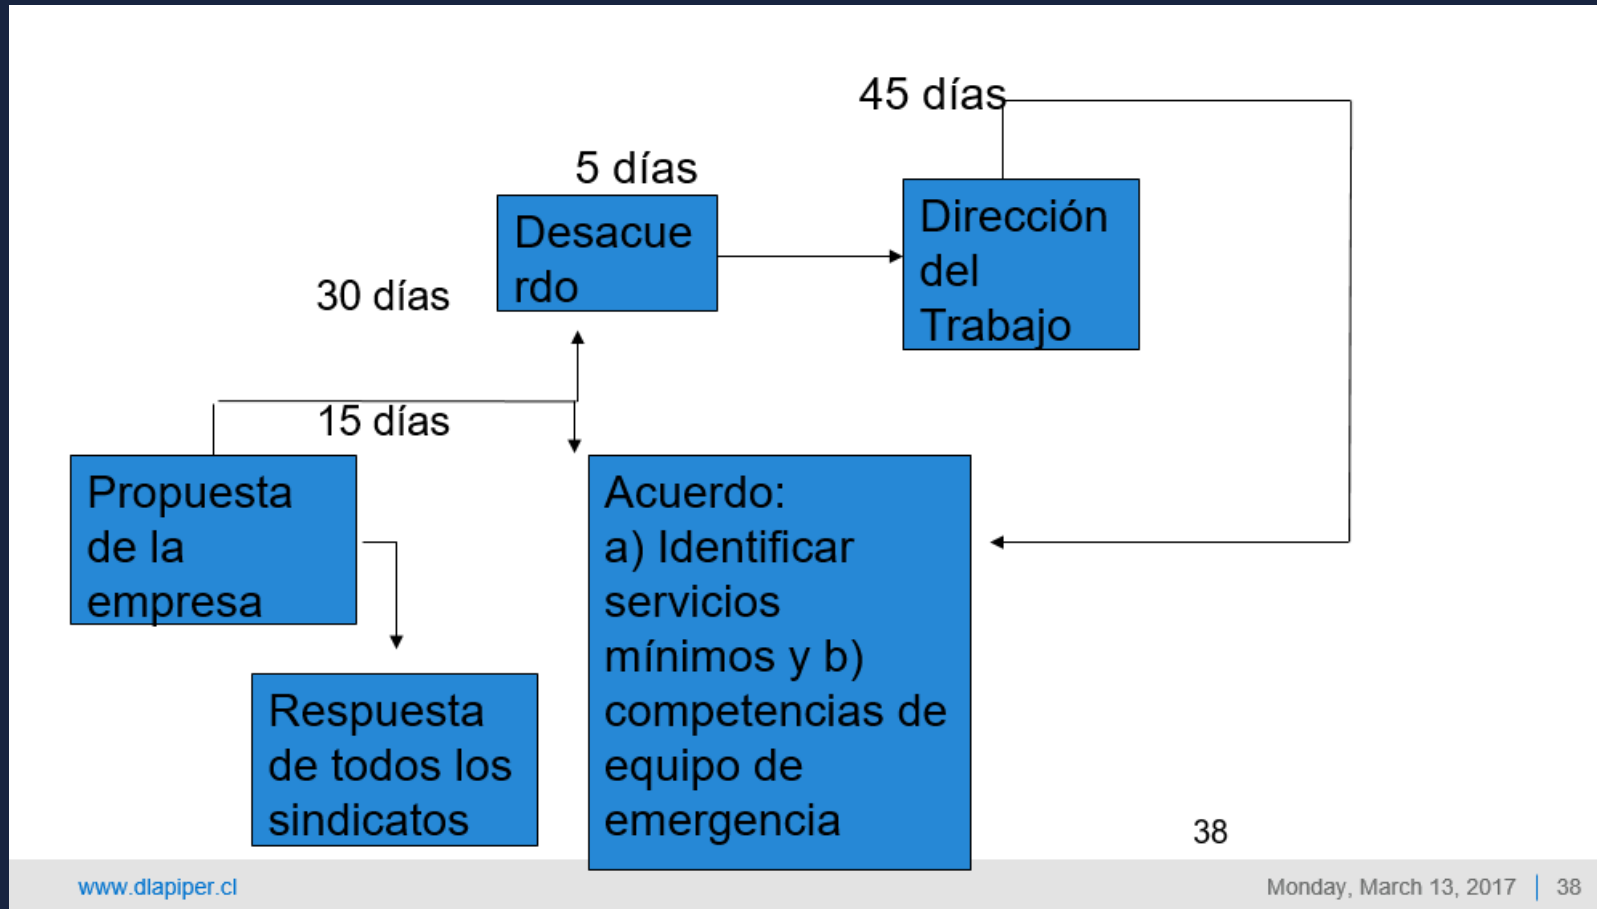 45 días
5 días
Desacue
rdo
Dirección
del
Trabajo
30 días
15 días
Propuesta
de la
empresa
Acuerdo:
a) Identificar
servicios
mínimos y b)
competencias de
equipo de
emergencia
Respuesta
de todos los
sindicatos
38
www.dlapiper.cl
Monday, March 13, 2017 | 38